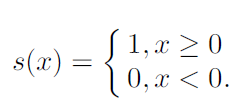 s(x) = { 1, x ≥ 0
0, x < 0.